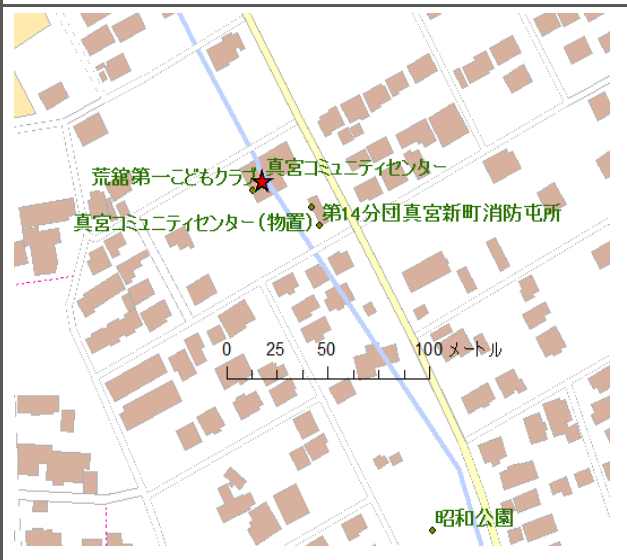 真宮コミュニティセンター
荒舘第一こどもクラブ
真宮コミュニティセンター(物置)
第14分団真宮新町消防屯所
0 25 50 100 メートル
昭和公園